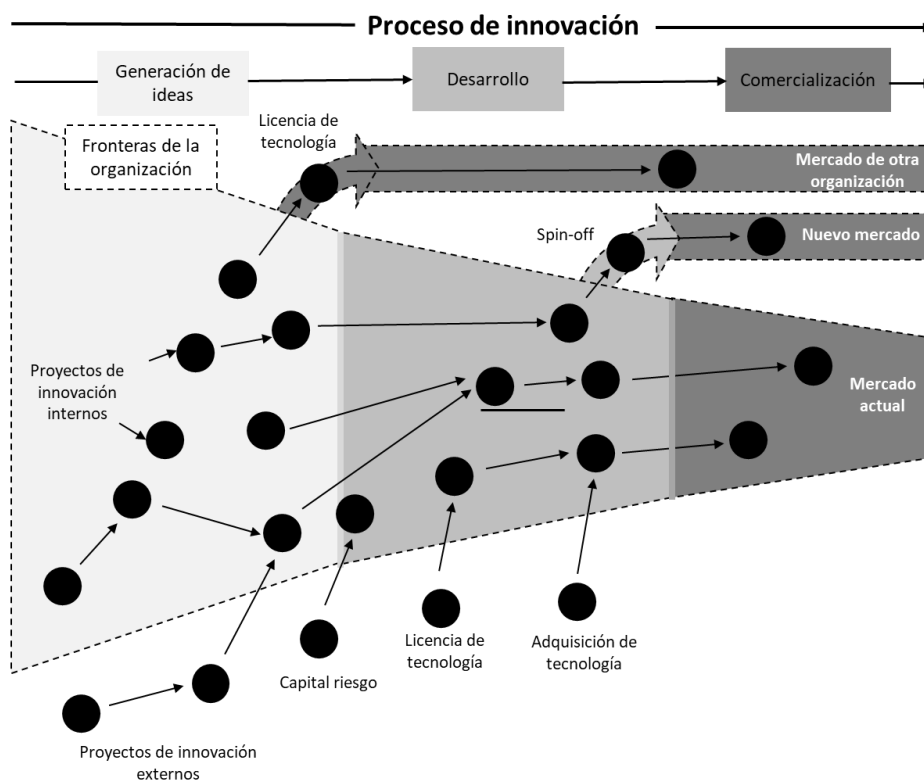 Proceso de innovación
Generación de
ideas
Desarrollo
Comercialización
Fronteras de la
organización
Licencia de
tecnología
Mercado de otra
organización
Spin-off
Nuevo mercado
Proyectos de
innovación
internos
Mercado
actual
Licencia de
tecnología
Adquisición de
tecnología
Capital riesgo
Proyectos de innovación
externos